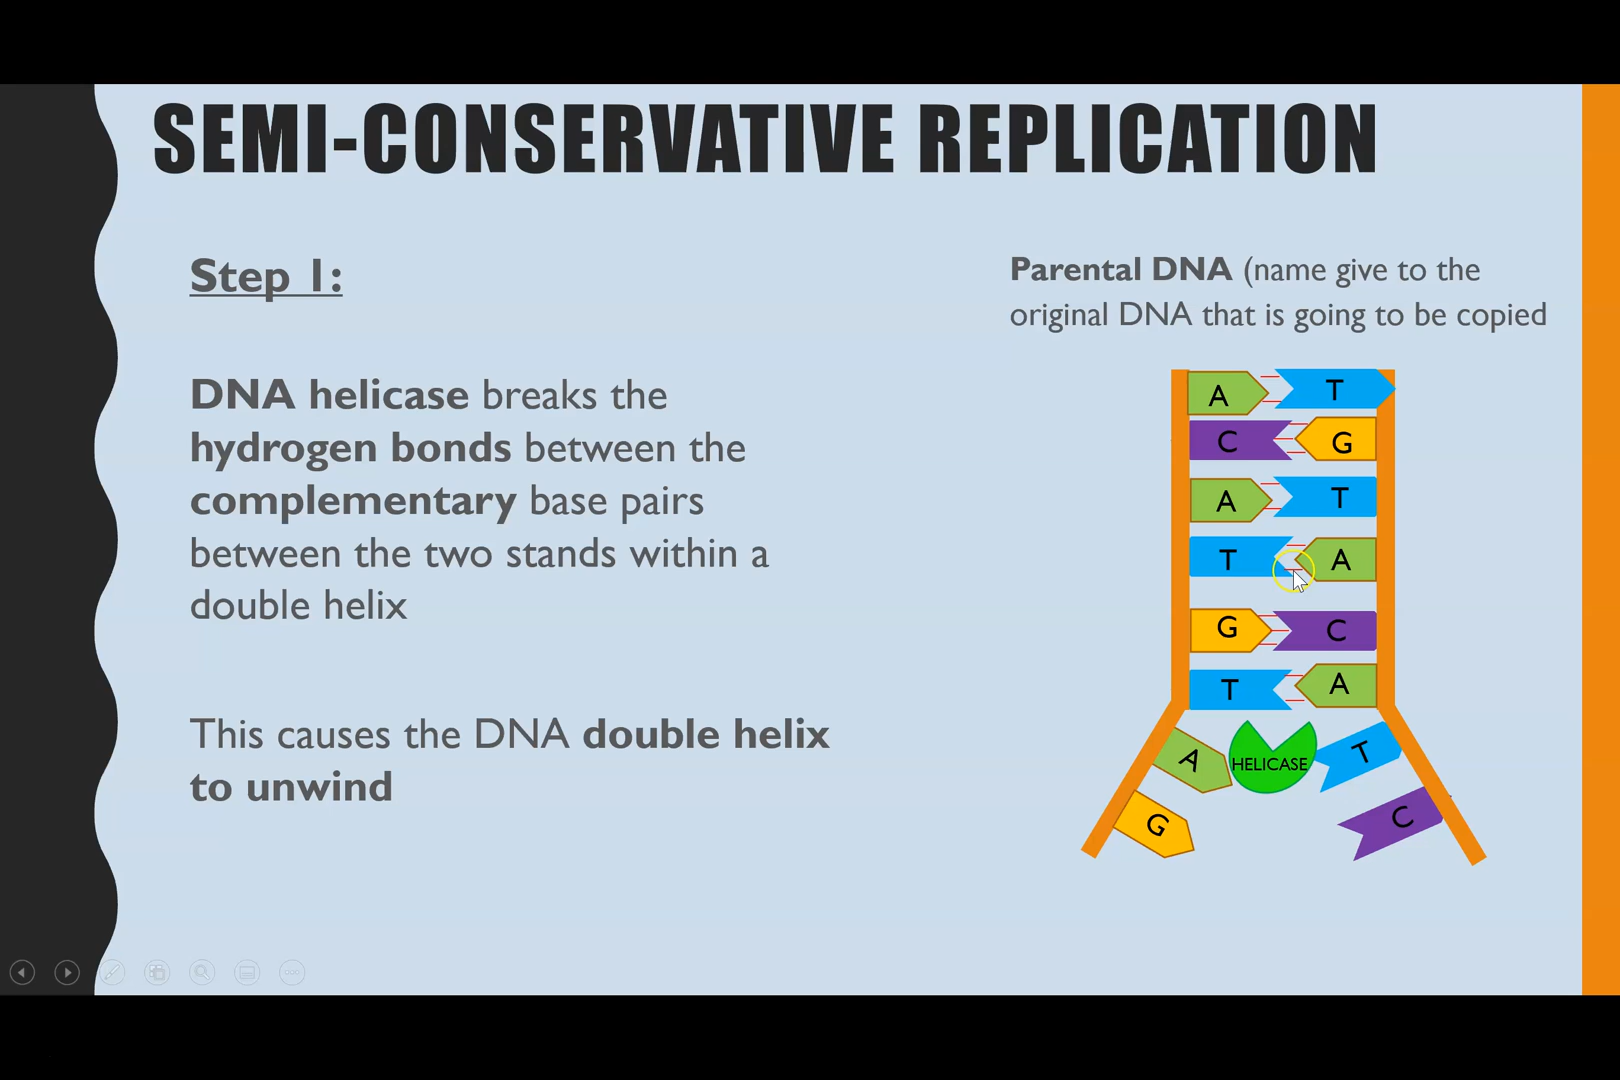 SEMI-CONSERVATIVE REPLICATION
Step 1:
DNA helicase breaks the
hydrogen bonds between the
complementary base pairs
between the two stands within a
double helix
This causes the DNA double helix
to unwind
Parental DNA (name give to the
original DNA that is going to be copied
A T
C G
A T
T A
G C
T A
A HELICASE T
G C